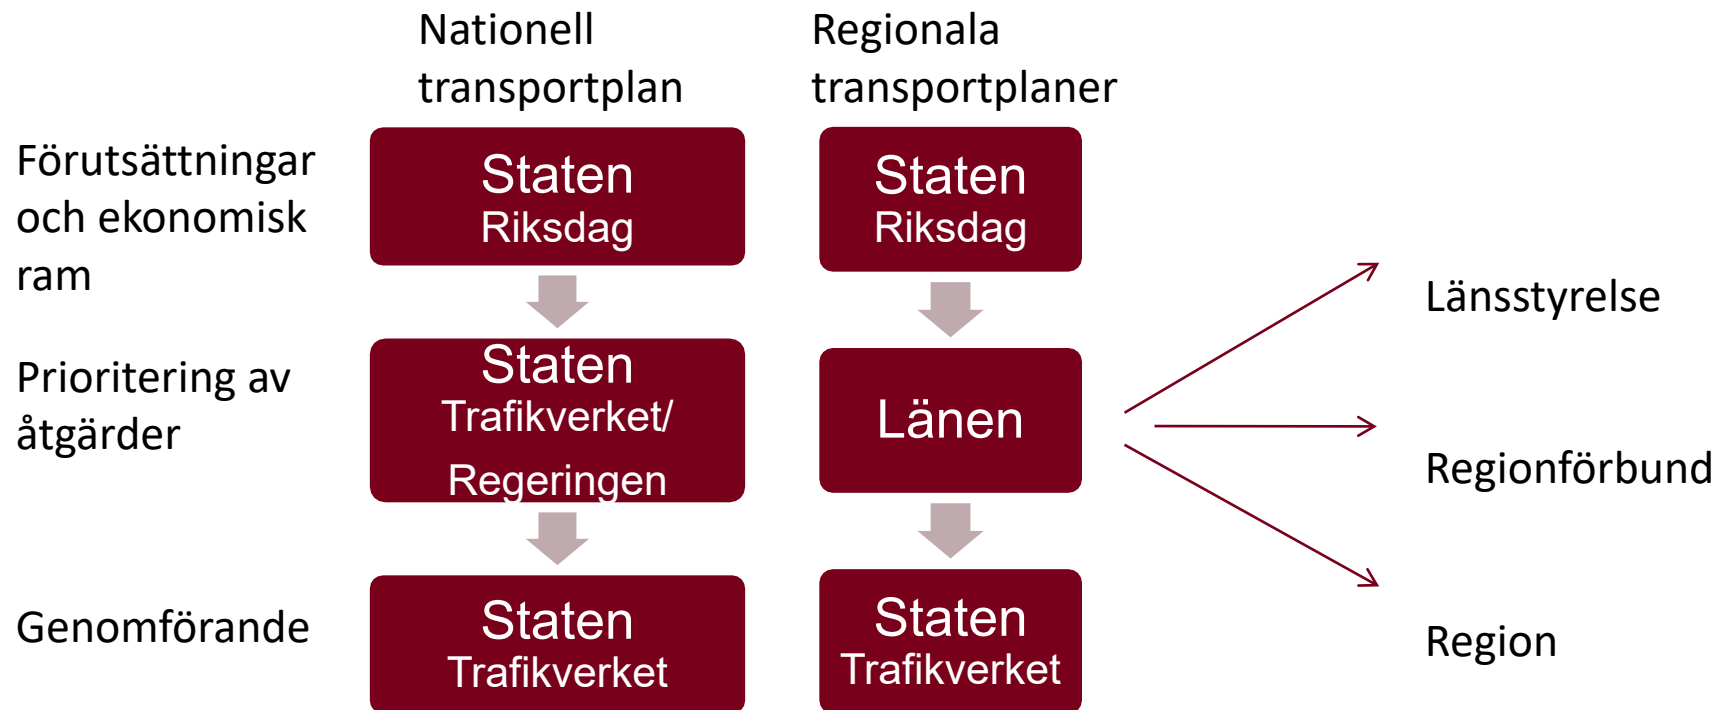 Nationell
transportplan
Regionala
transportplaner
Förutsättningar
och ekonomisk
ram
Staten
Riksdag
Staten
Riksdag
Länsstyrelse
Prioritering av
åtgärder
Staten
Trafikverket/
Regeringen
Länen
Regionförbund
Genomförande
Staten
Trafikverket
Staten
Trafikverket
Region